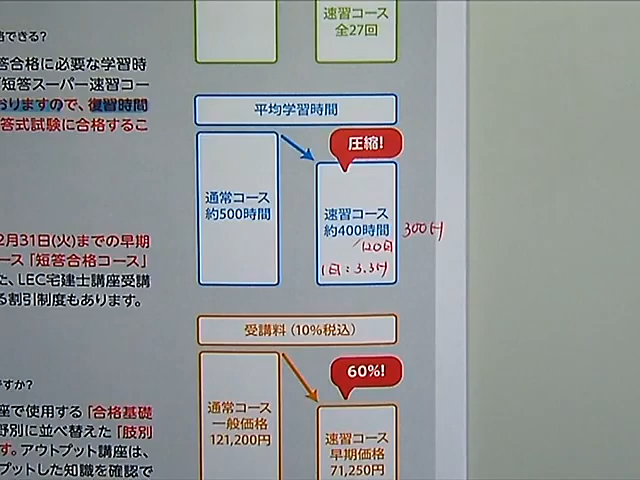 速習コース
全27回
格できる？
答合格に必要な学習時
「短答スーパー速習コー
おりますので、復習時間
答式試験に合格するこ
平均学習時間
圧縮！
通常コース
約500時間
速習コース
約400時間
120日
1日：3.3H
2月31日(火)までの早期
ース「短答合格コース」
た、LEC宅建士講座受講
る割引制度もあります。
受講料（10%税込）
60%！
通常コース
一般価格
121,200円
速習コース
早期価格
71,250円
ですか？
座で使用する「合格基礎
野別に並べ替えた「肢別
す。アウトプット講座は、
プットした知識を確認で